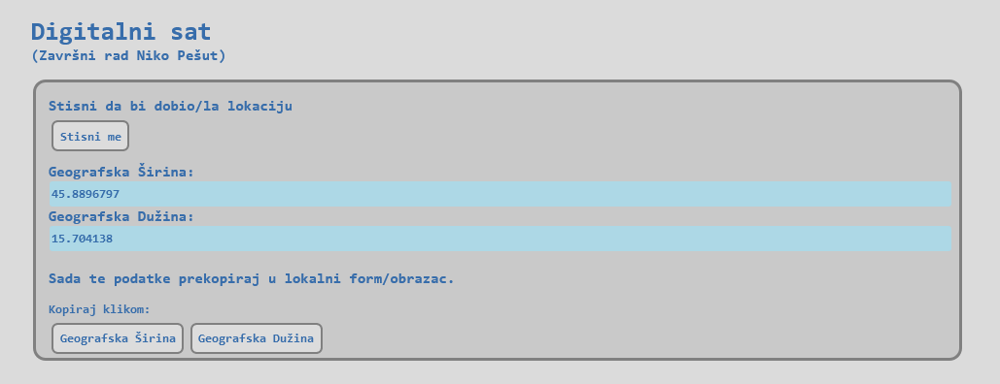 Digitalni sat
(Završni rad Niko Pešut)
Stisni da bi dobio/la lokaciju
Stisni me
Geografska Širina:
45.8896797
Geografska Dužina:
15.704138
Sada te podatke prekopiraj u lokalni form/obrazac.
Kopiraj klikom:
Geografska Širina Geografska Dužina